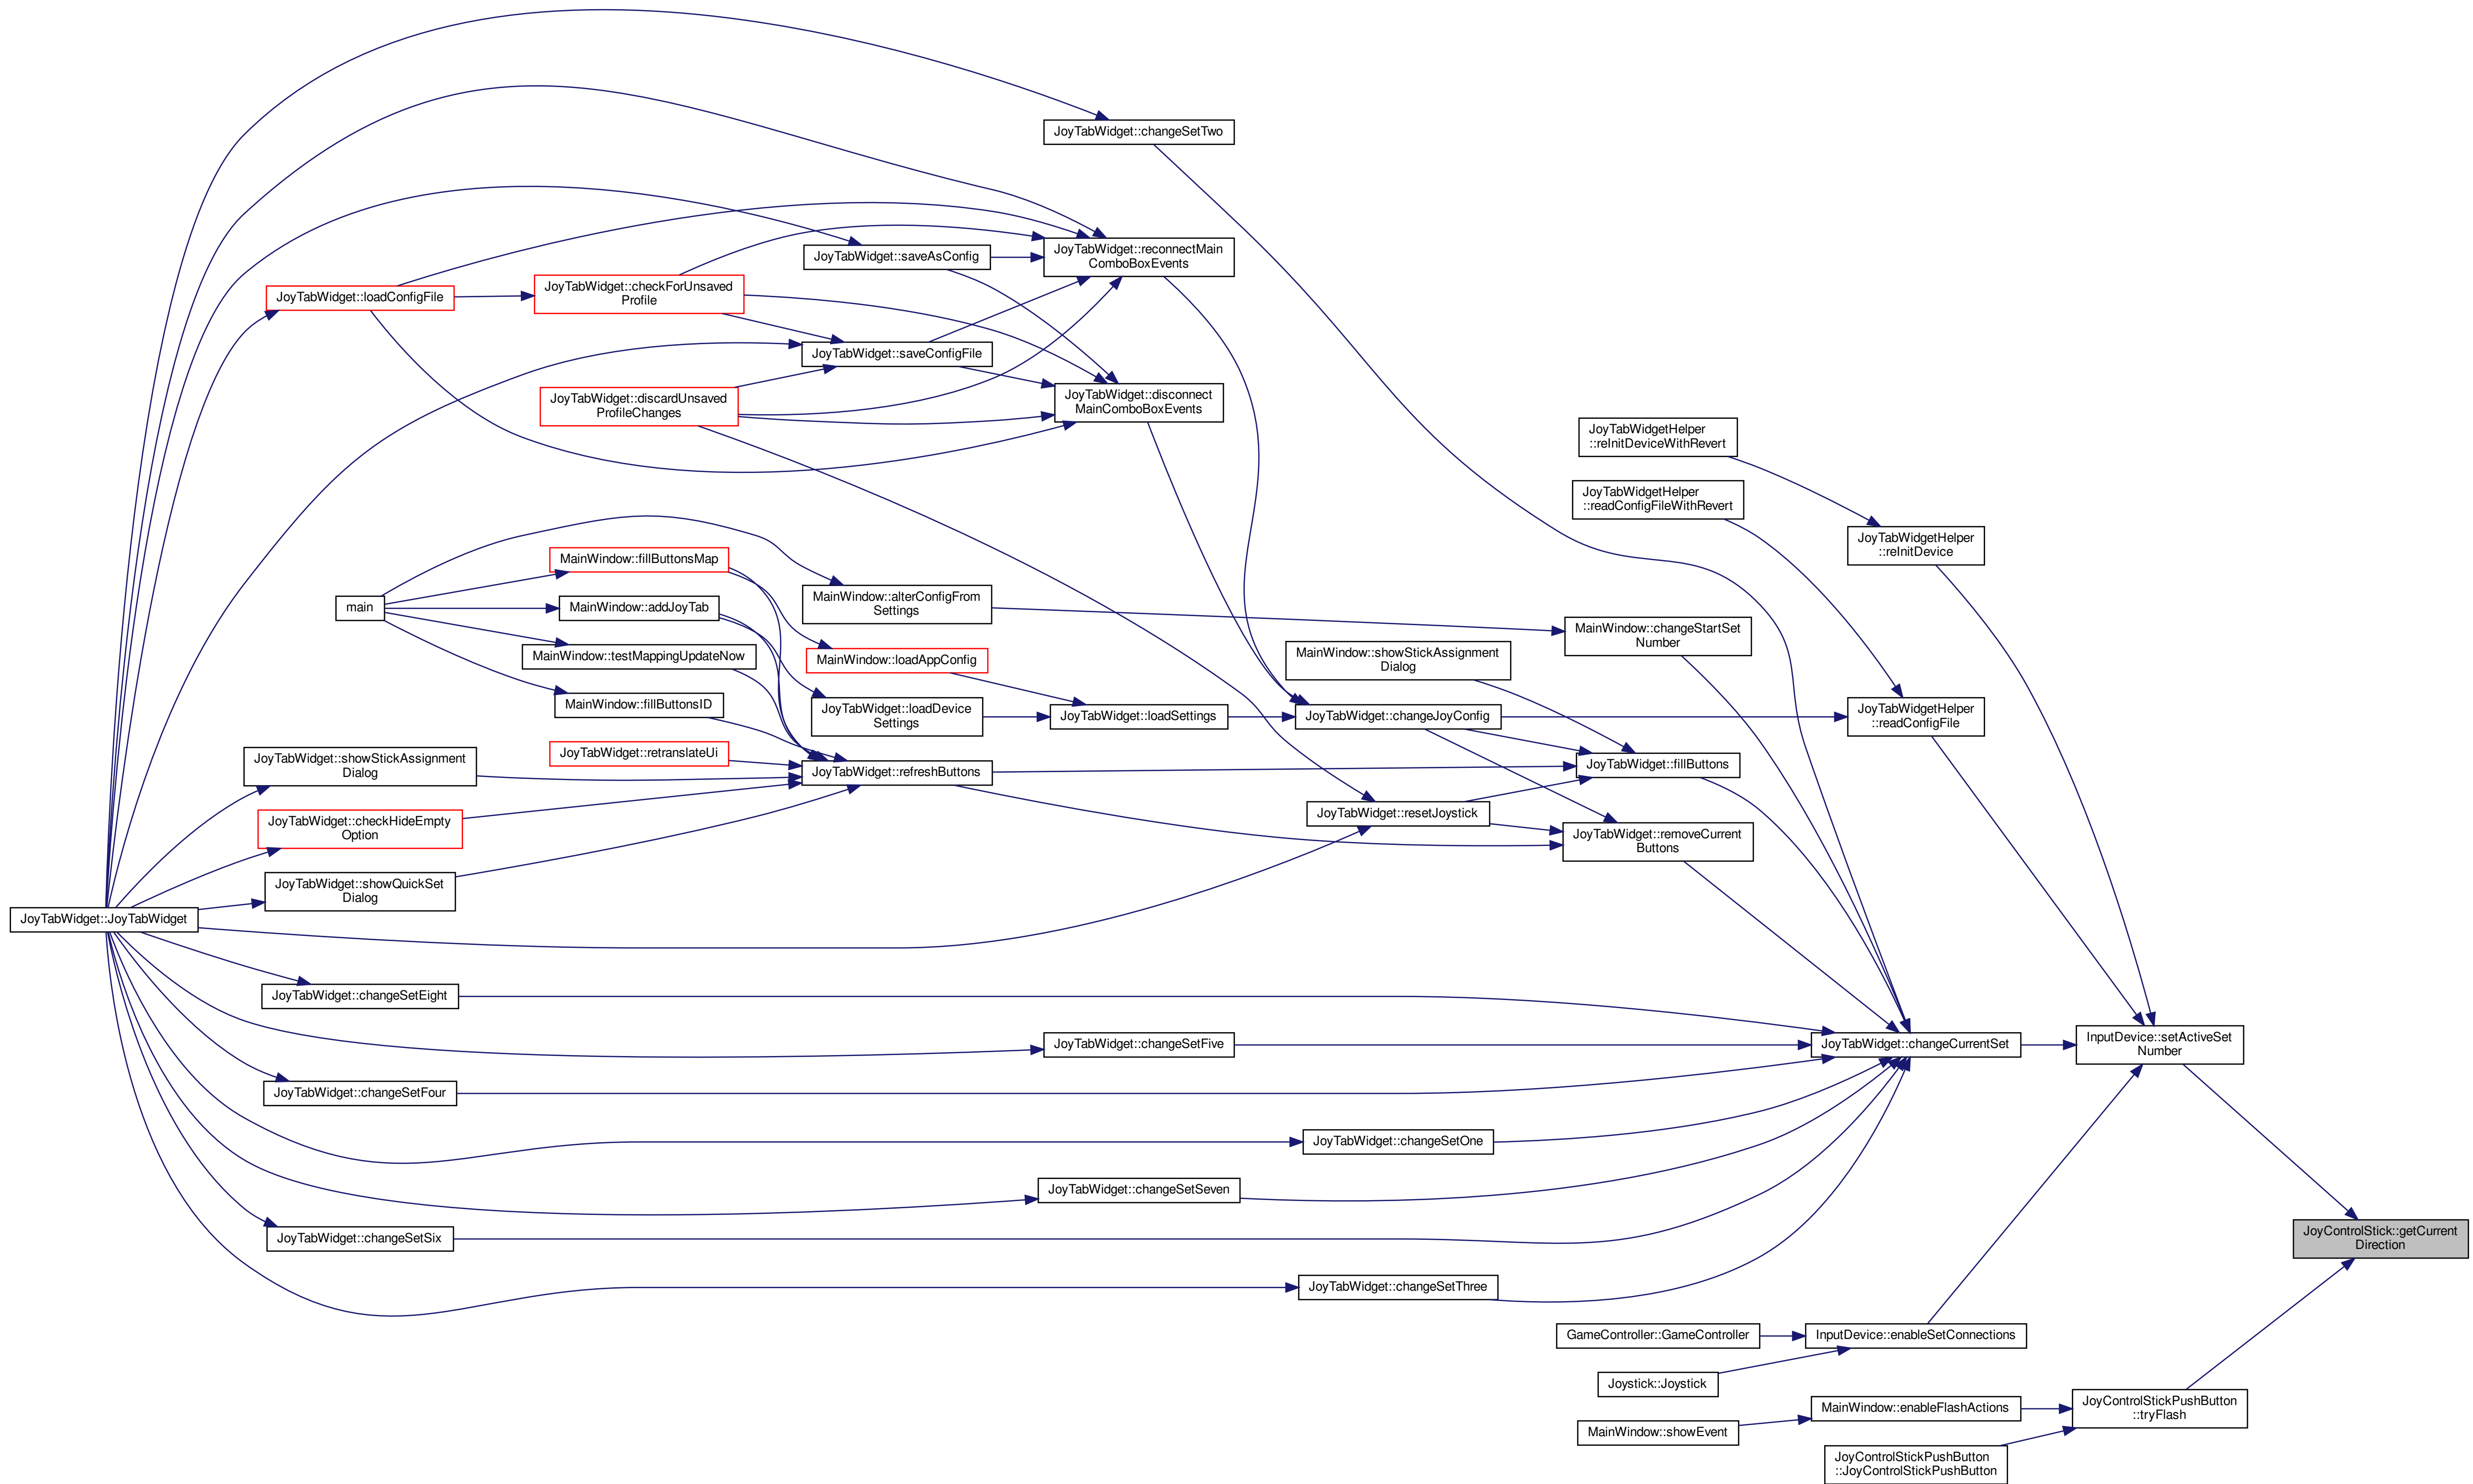 JoyTabWidget::changeSetTwo
JoyTabWidget::reconnectMain
ComboBoxEvents
JoyTabWidget::saveAsConfig
JoyTabWidget::checkForUnsaved
Profile
JoyTabWidget::loadConfigFile
JoyTabWidget::saveConfigFile
JoyTabWidget::discardUnsaved
ProfileChanges
JoyTabWidget::disconnect
MainComboBoxEvents
JoyTabWidgetHelper
::reInitDeviceWithRevert
JoyTabWidgetHelper
::readConfigFileWithRevert
JoyTabWidgetHelper
::reInitDevice
MainWindow::fillButtonsMap
main
MainWindow::addJoyTab
MainWindow::alterConfigFrom
Settings
MainWindow::changeStartSet
Number
MainWindow::testMappingUpdateNow
MainWindow::loadAppConfig
MainWindow::showStickAssignment
Dialog
MainWindow::fillButtonsID
JoyTabWidget::loadDevice
Settings
JoyTabWidget::loadSettings
JoyTabWidget::changeJoyConfig
JoyTabWidgetHelper
::readConfigFile
JoyTabWidget::retranslateUi
JoyTabWidget::showStickAssignment
Dialog
JoyTabWidget::refreshButtons
JoyTabWidget::fillButtons
JoyTabWidget::checkHideEmpty
Option
JoyTabWidget::resetJoystick
JoyTabWidget::removeCurrent
Buttons
JoyTabWidget::showQuickSet
Dialog
JoyTabWidget::JoyTabWidget
JoyTabWidget::changeSetEight
JoyTabWidget::changeSetFive
JoyTabWidget::changeCurrentSet
InputDevice::setActiveSet
Number
JoyTabWidget::changeSetFour
JoyTabWidget::changeSetOne
JoyTabWidget::changeSetSeven
JoyTabWidget::changeSetSix
JoyControlStick::getCurrent
Direction
JoyTabWidget::changeSetThree
GameController::GameController
InputDevice::enableSetConnections
Joystick::Joystick
MainWindow::enableFlashActions
JoyControlStickPushButton
::tryFlash
MainWindow::showEvent
JoyControlStickPushButton
::JoyControlStickPushButton